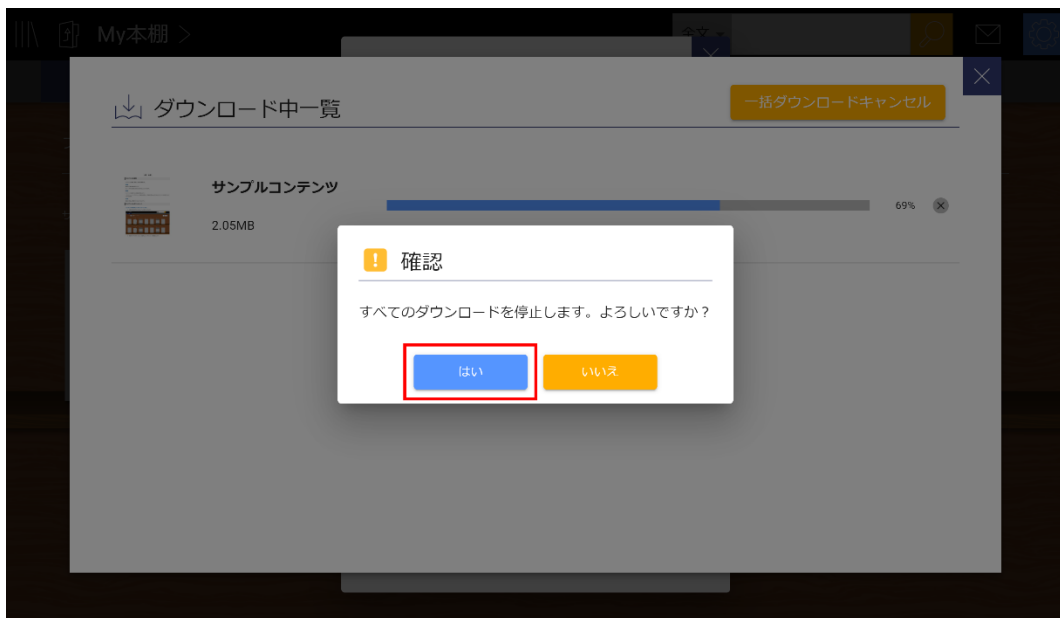 My本棚 >
全文
ダウンロード中一覧
一括ダウンロードキャンセル
サンプルコンテンツ
2.05MB
69%
確認
すべてのダウンロードを停止します。よろしいですか？
はい
いいえ